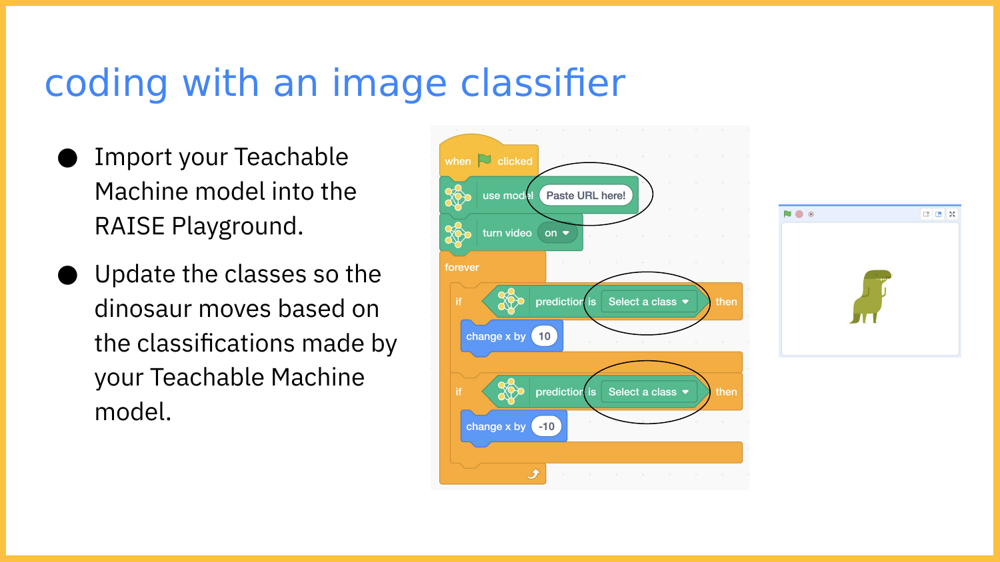 coding with an image classifier
● Import your Teachable
Machine model into the
RAISE Playground.
● Update the classes so the
dinosaur moves based on
the classifications made by
your Teachable Machine
model.
when clicked
use model Paste URL here!
turn video on
forever
if prediction is Select a class then
change x by 10
if prediction is Select a class then
change x by -10